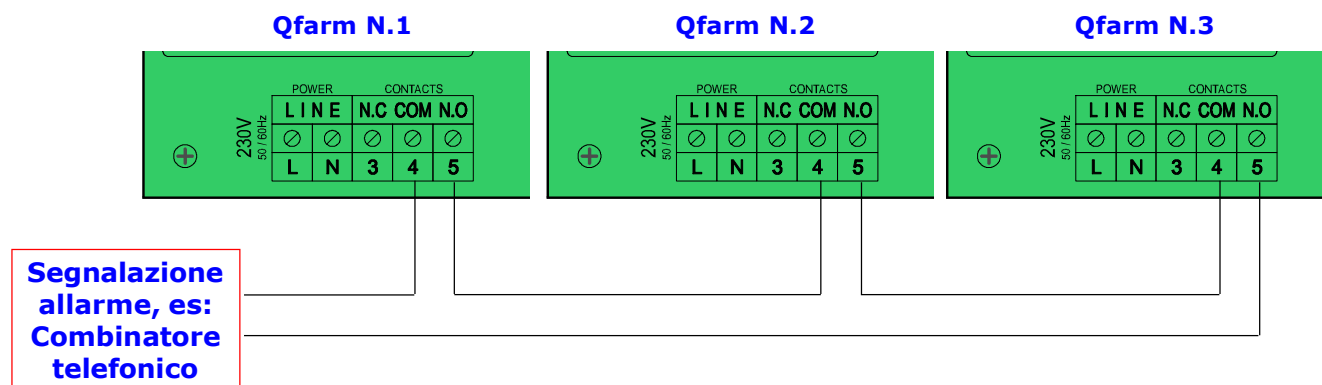 Qfarm N.1
Qfarm N.2
Qfarm N.3
POWER CONTACTS
LINE N.C COM N.O
230V
50 / 60Hz
L N 3 4 5
POWER CONTACTS
LINE N.C COM N.O
230V
50 / 60Hz
L N 3 4 5
POWER CONTACTS
LINE N.C COM N.O
230V
50 / 60Hz
L N 3 4 5
Segnalazione
allarme, es:
Combinatore
telefonico